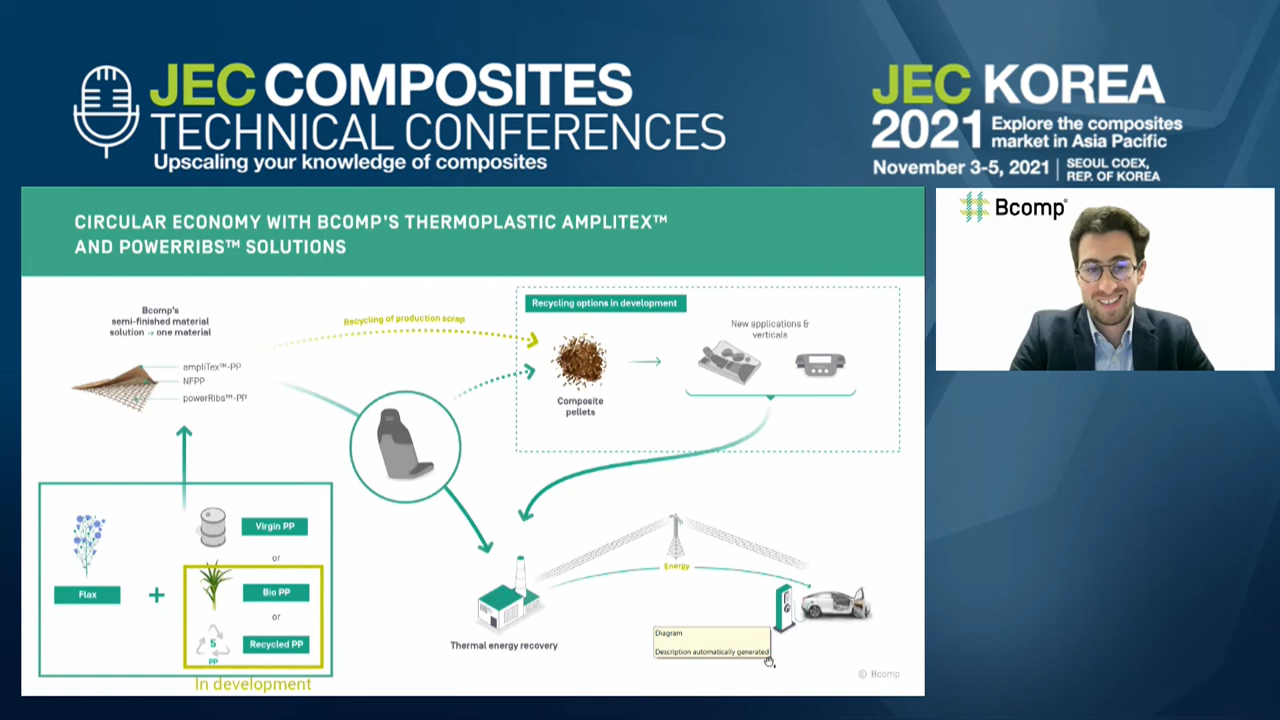 JEC COMPOSITES
TECHNICAL CONFERENCES
Upscaling your knowledge of composites
JEC KOREA
2021 Explore the composites
market in Asia Pacific
November 3-5, 2021 | SEOUL COEX,
REP. OF KOREA
CIRCULAR ECONOMY WITH BCOMP'S THERMOPLASTIC AMPLITEX™
AND POWERRIBS™ SOLUTIONS
Bcomp®
Bcomp's
semi-finished material
solution → one material
ampliTex™-PP
NFPP
powerRibs™-PP
Recycling of production scrap
Recycling options in development
Composite
pellets
New applications &
verticals
Flax
+
Virgin PP
or
Bio PP
or
5
PP
Recycled PP
In development
Thermal energy recovery
Energy
Diagram
Description automatically generated
© Bcomp